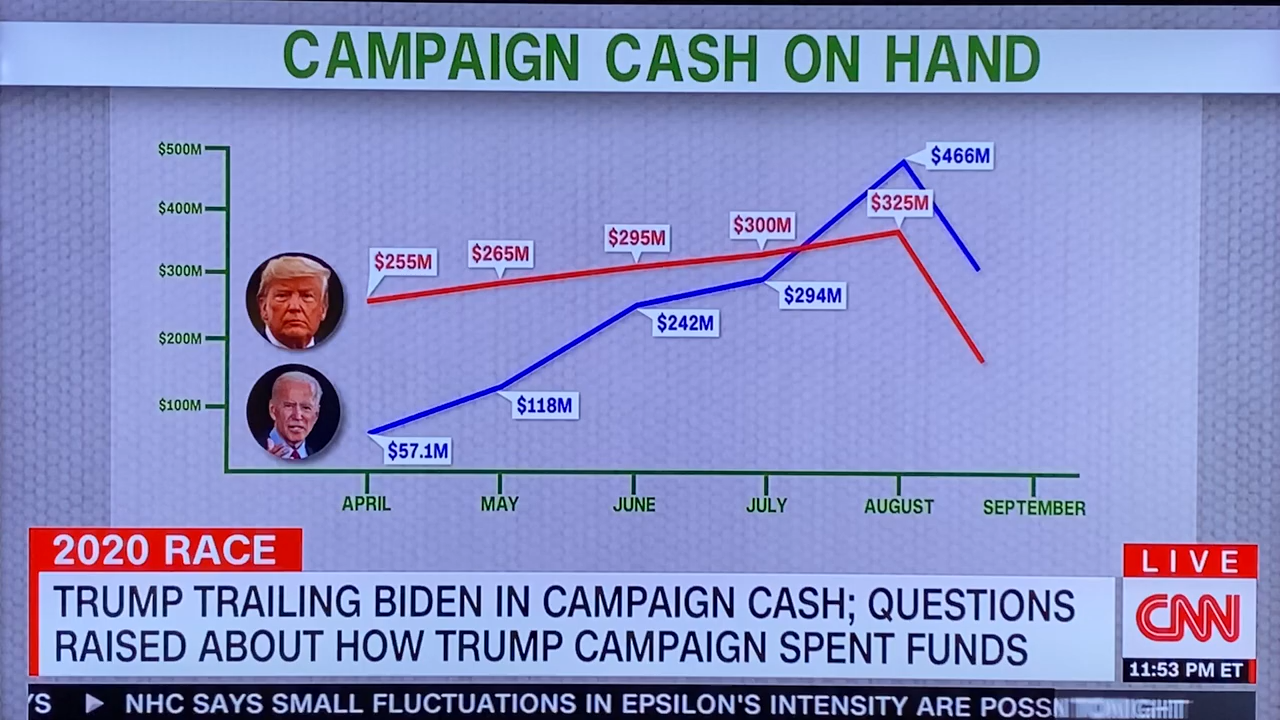 CAMPAIGN CASH ON HAND
$500M
$400M
$300M
$200M
$100M
$255M
$265M
$295M
$300M
$325M
$466M
$57.1M
$118M
$242M
$294M
APRIL
MAY
JUNE
JULY
AUGUST
SEPTEMBER
2020 RACE
TRUMP TRAILING BIDEN IN CAMPAIGN CASH; QUESTIONS
RAISED ABOUT HOW TRUMP CAMPAIGN SPENT FUNDS
LIVE
CNN
11:53 PM ET
NHC SAYS SMALL FLUCTUATIONS IN EPSILON'S INTENSITY ARE